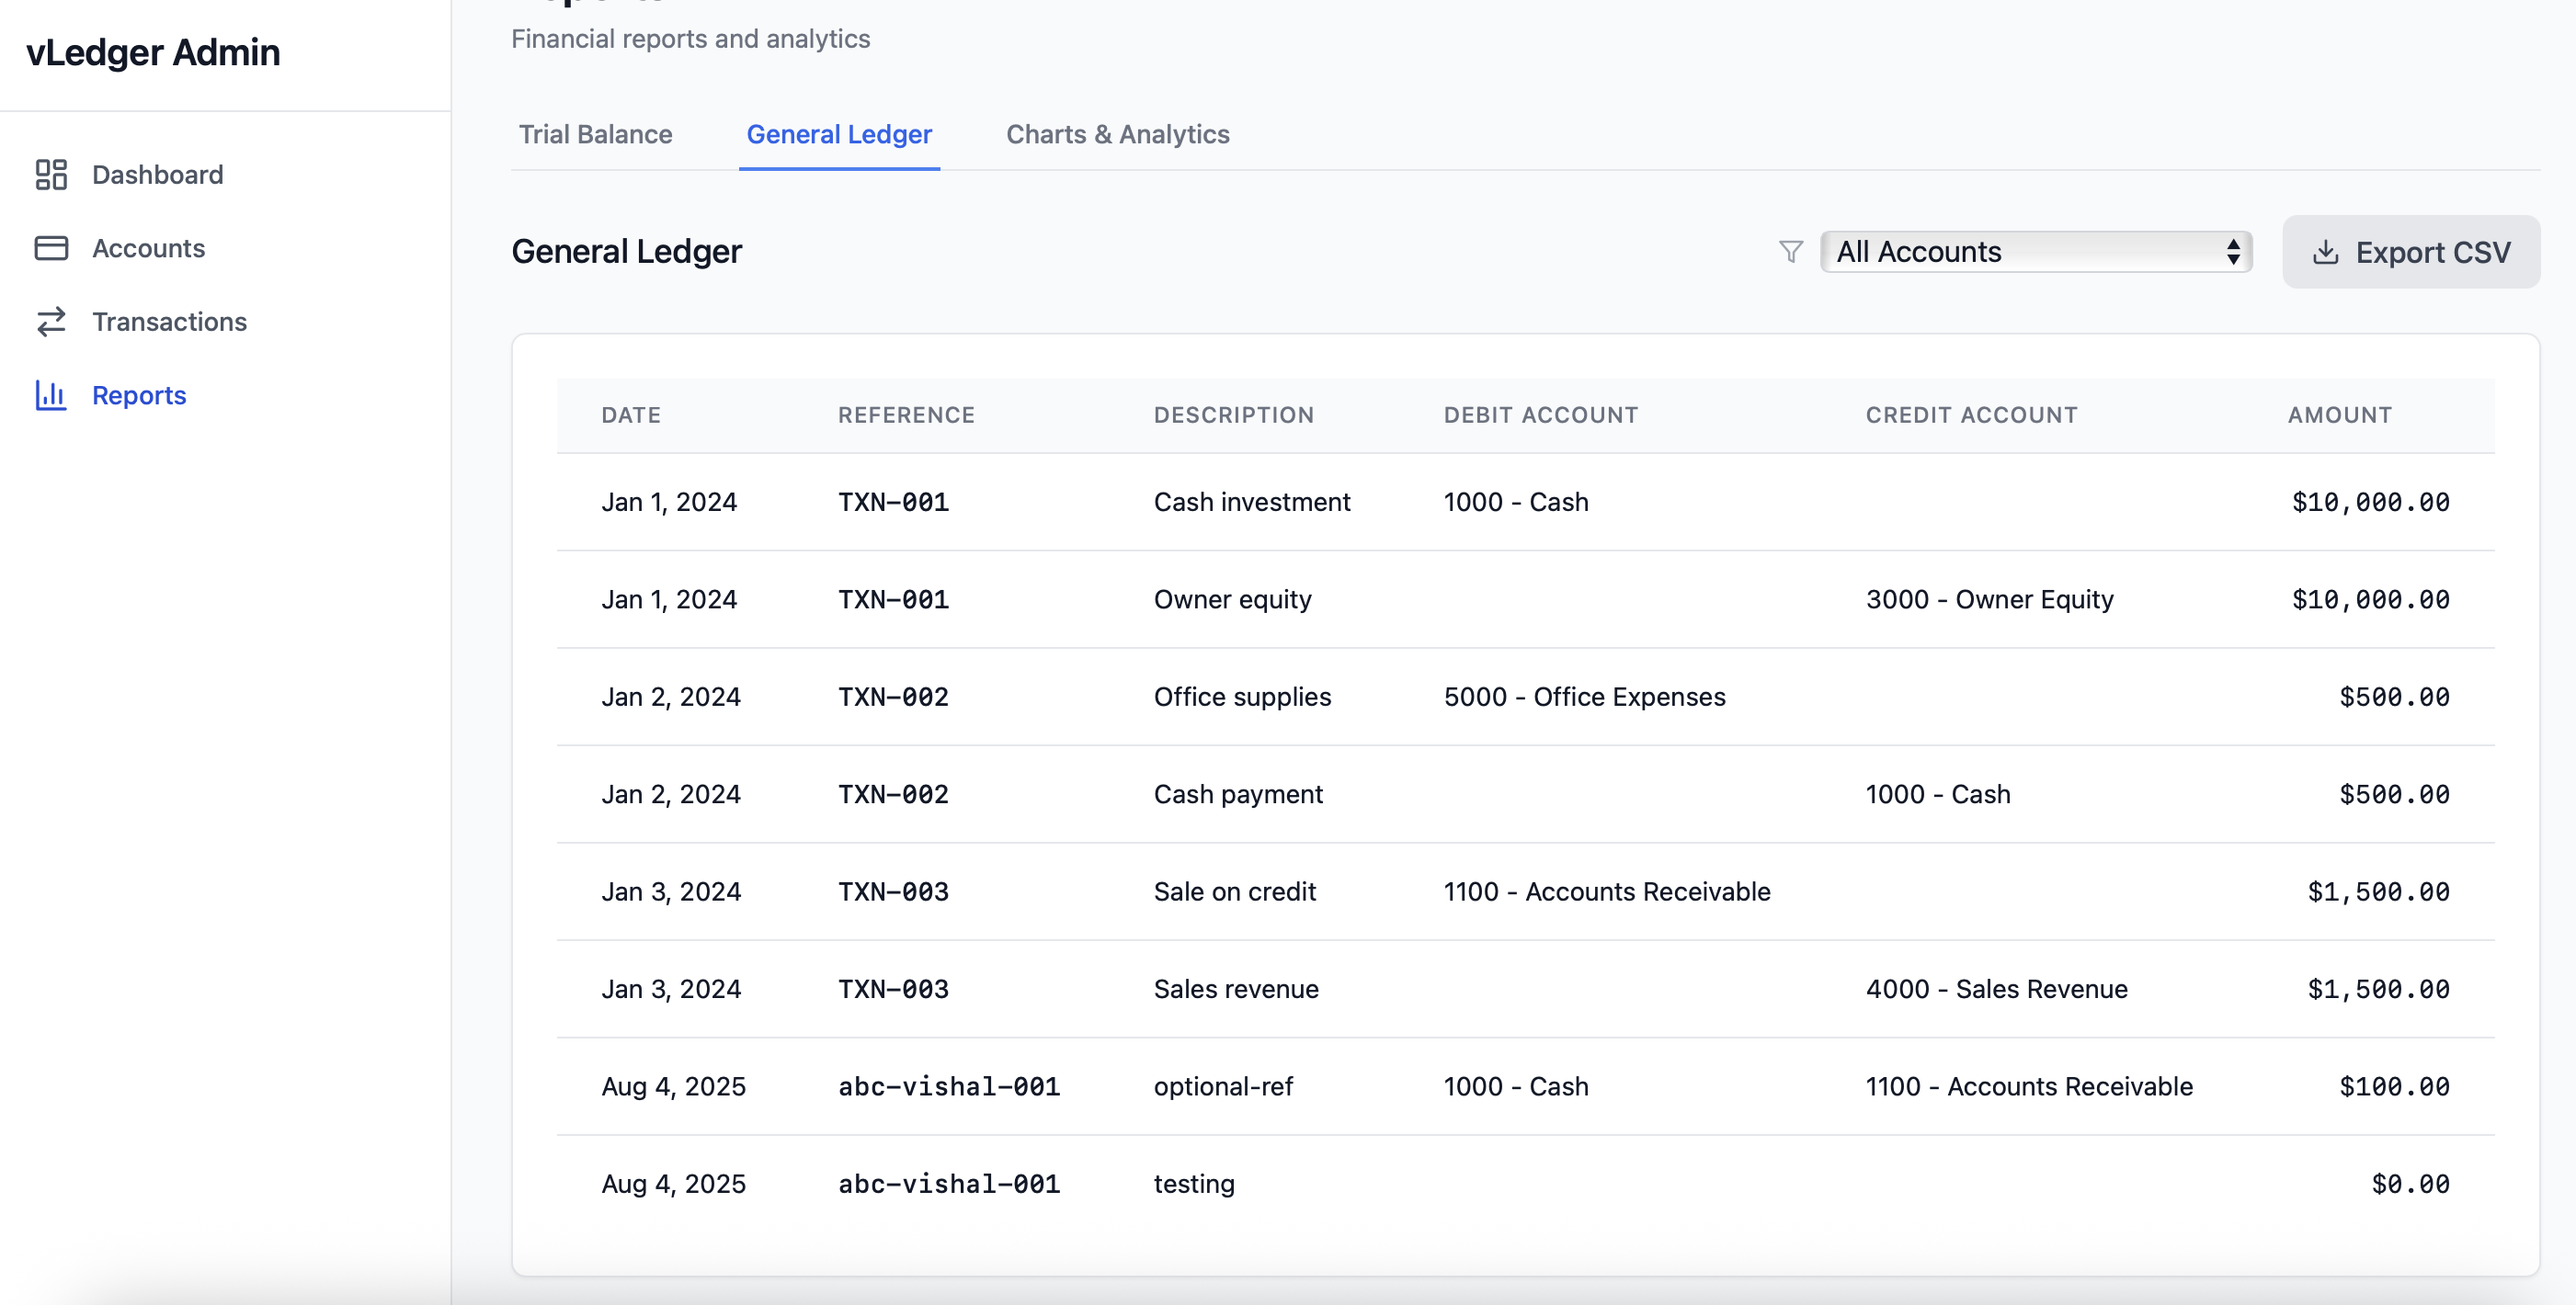 vLedger Admin
Dashboard
Accounts
Transactions
Reports
Financial reports and analytics
Trial Balance General Ledger Charts & Analytics
General Ledger All Accounts Export CSV
DATE REFERENCE DESCRIPTION DEBIT ACCOUNT CREDIT ACCOUNT AMOUNT
Jan 1, 2024 TXN-001 Cash investment 1000 - Cash $10,000.00
Jan 1, 2024 TXN-001 Owner equity 3000 - Owner Equity $10,000.00
Jan 2, 2024 TXN-002 Office supplies 5000 - Office Expenses $500.00
Jan 2, 2024 TXN-002 Cash payment 1000 - Cash $500.00
Jan 3, 2024 TXN-003 Sale on credit 1100 - Accounts Receivable $1,500.00
Jan 3, 2024 TXN-003 Sales revenue 4000 - Sales Revenue $1,500.00
Aug 4, 2025 abc-vishal-001 optional-ref 1000 - Cash 1100 - Accounts Receivable $100.00
Aug 4, 2025 abc-vishal-001 testing $0.00